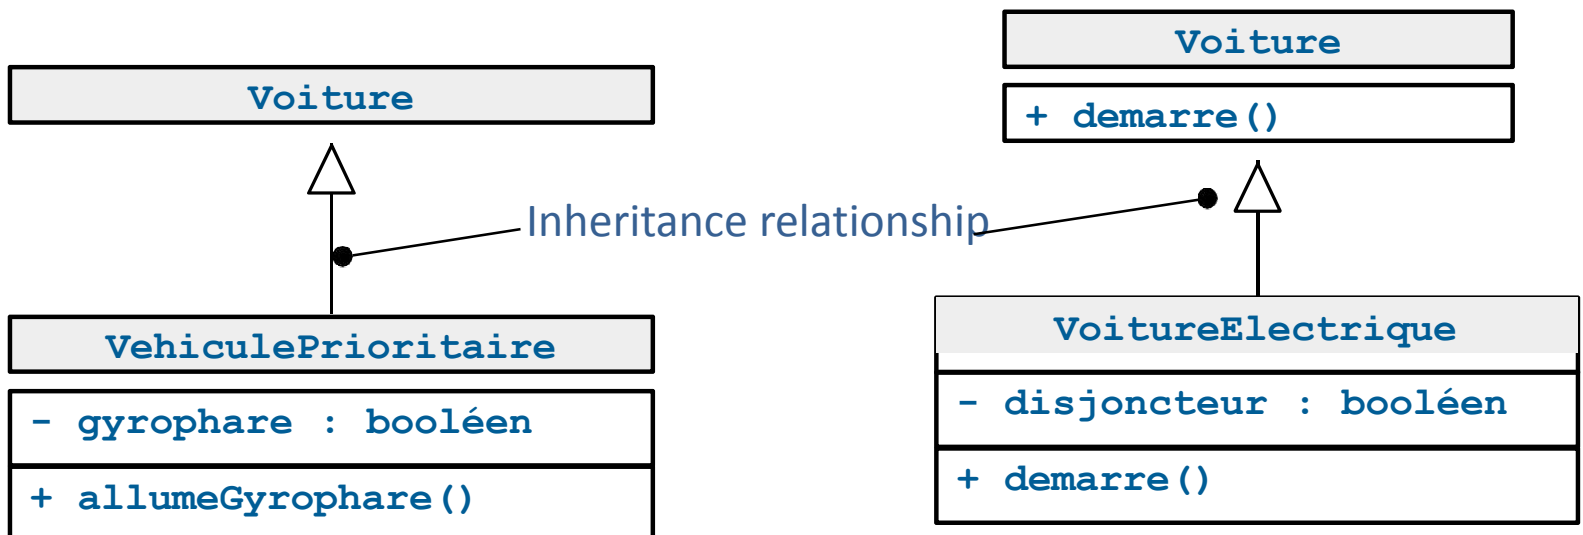 Voiture
Voiture
+ demarre()
Inheritance relationship
VehiculePrioritaire
- gyrophare : booléen
+ allumeGyrophare()
VoitureElectrique
- disjoncteur : booléen
+ demarre()